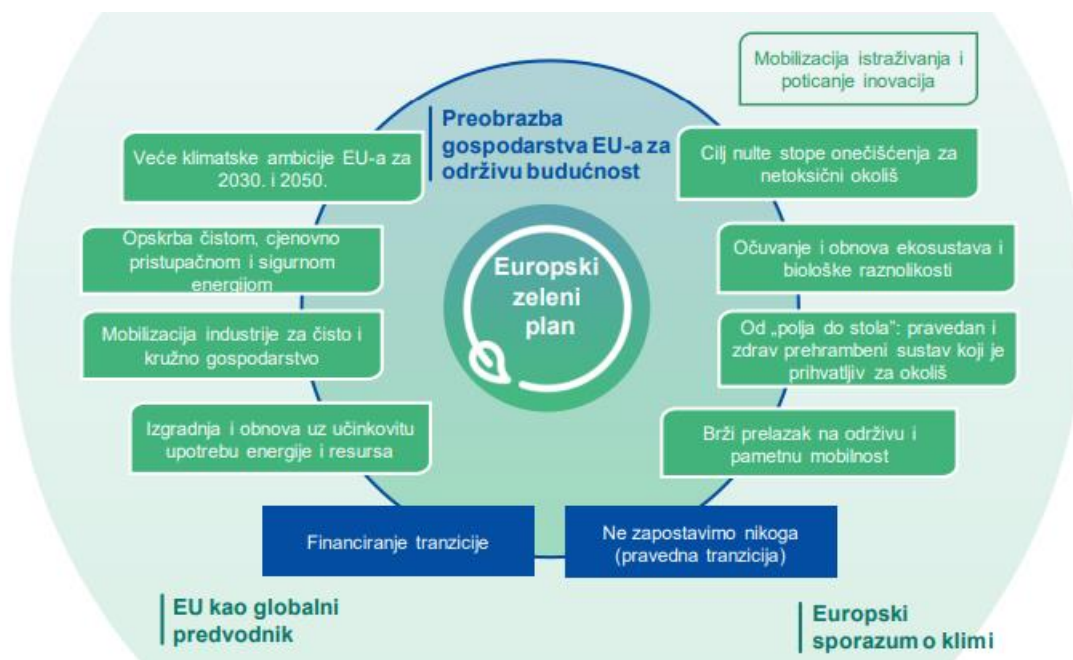 Mobilizacija istraživanja i
poticanje inovacija
Preobrazba
gospodarstva EU-a za
održivu budućnost
Veće klimatske ambicije EU-a za
2030. i 2050.
Cilj nulte stope onečišćenja za
netoksični okoliš
Opskrba čistom, cjenovno
pristupačnom i sigurnom
energijom
Europski
zeleni
plan
Očuvanje i obnova ekosustava i
biološke raznolikosti
Mobilizacija industrije za čisto i
kružno gospodarstvo
Od „polja do stola”: pravedan i
zdrav prehrambeni sustav koji je
prihvatljiv za okoliš
Izgradnja i obnova uz učinkovitu
upotrebu energije i resursa
Brži prelazak na održivu i
pametnu mobilnost
Financiranje tranzicije
Ne zapostavimo nikoga
(pravedna tranzicija)
EU kao globalni
predvodnik
Europski
sporazum o klimi